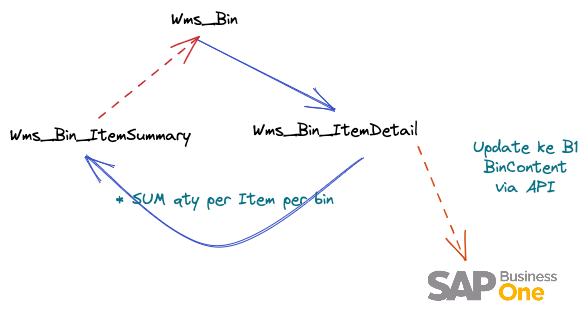 Wms_Bin
Wms_Bin_ItemSummary
Wms_Bin_ItemDetail
Update ke B1
BinContent
via API
* SUM qty per Item per bin
SAP Business
One